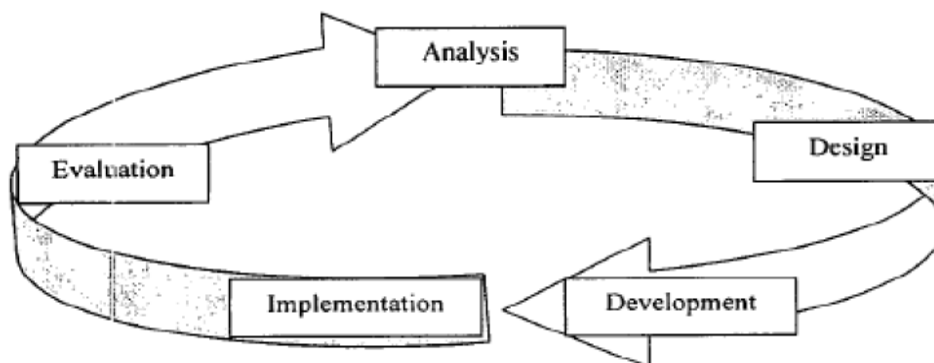 Analysis
Design
Development
Implementation
Evaluation